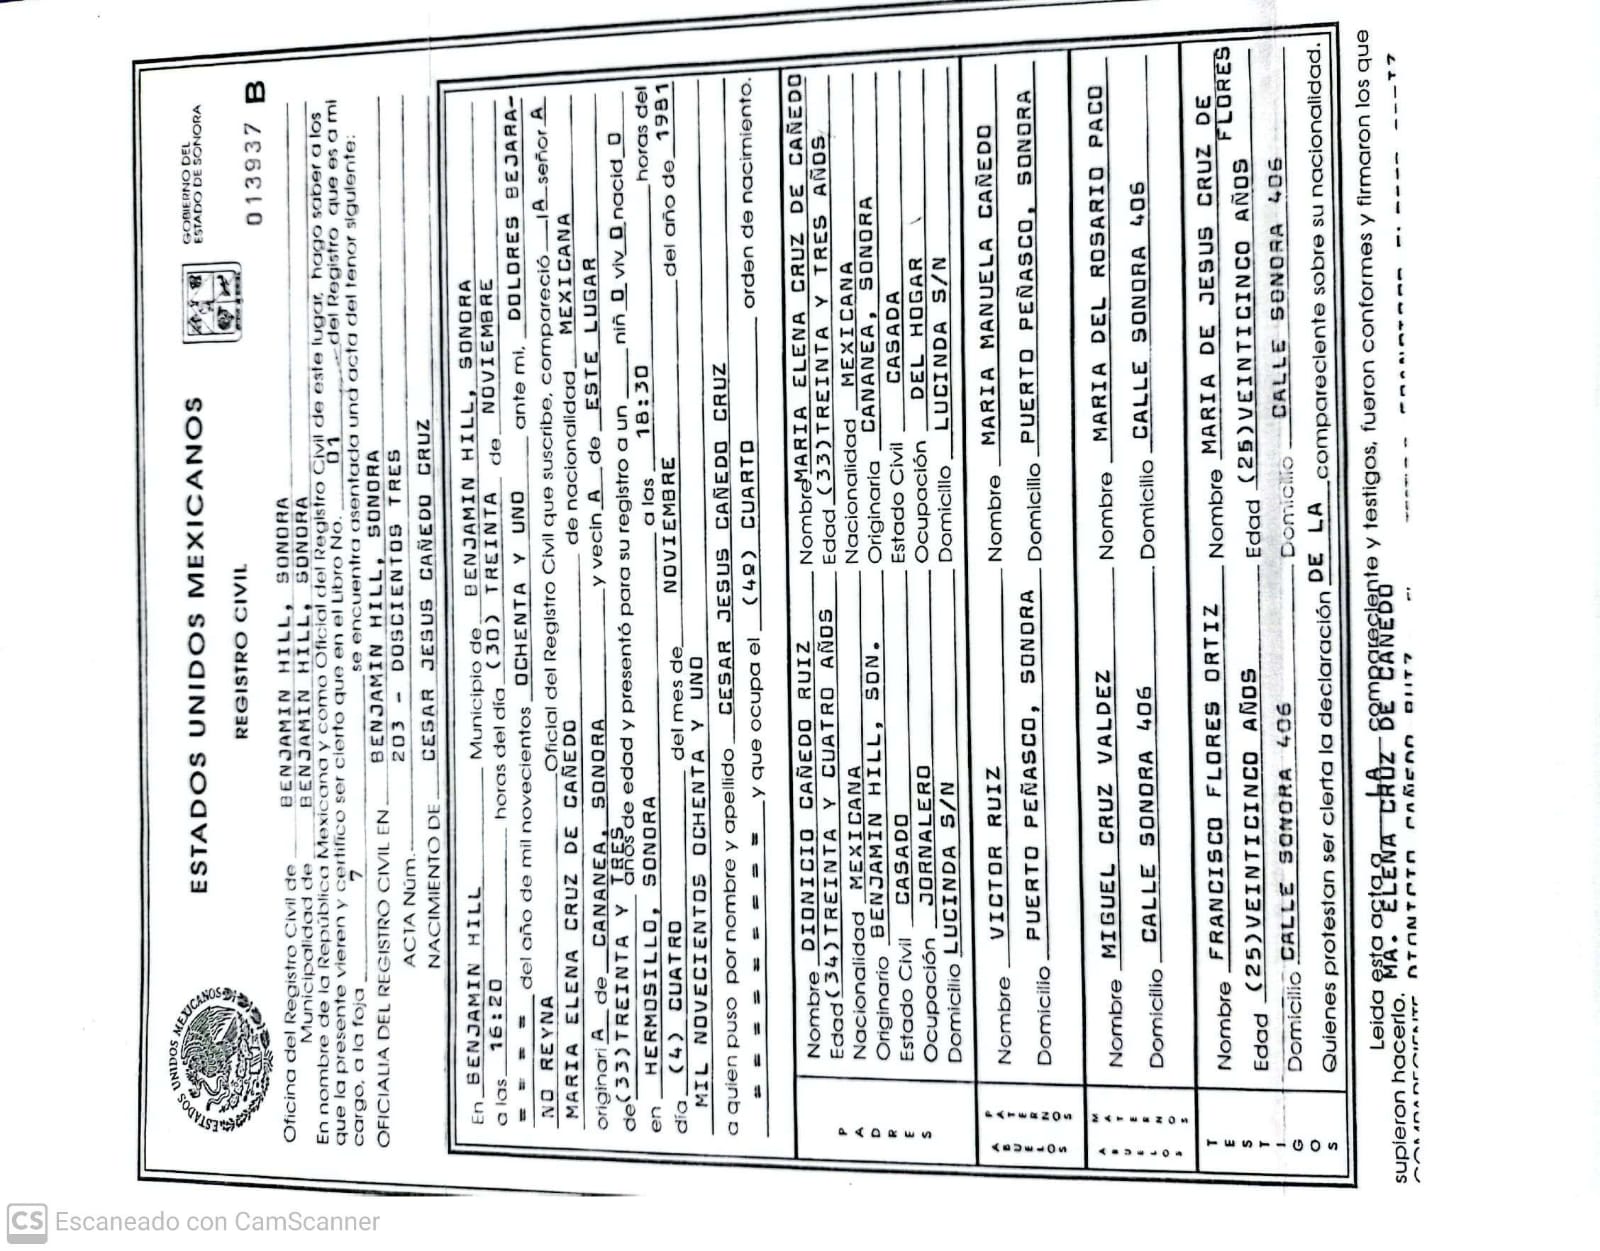 ESTADOS UNIDOS MEXICANOS
REGISTRO CIVIL
GOBIERNO DEL
ESTADO DE SONORA
013937 B
ESTADOS UNIDOS MEXICANOS
Oficina del Registro Civil de BENJAMIN HILL, SONORA
Municipalidad de BENJAMIN HILL, SONORA
En nombre de la República Mexicana y como Oficial del Registro Civil de este lugar, hago saber a los
que la presente vieren y certifico ser cierto que en el Libro No. 01 del Registro que es a mi
cargo, a la foja 7 se encuentra asentada una acta del tenor siguiente:
OFICIALIA DEL REGISTRO CIVIL EN BENJAMIN HILL, SONORA
ACTA Núm. 203 - DOSCIENTOS TRES
NACIMIENTO DE CESAR JESUS CAÑEDO CRUZ
En BENJAMIN HILL Municipio de BENJAMIN HILL, SONORA
a las 16:20 horas del día (30) TREINTA de NOVIEMBRE
= = = = del año de mil novecientos OCHENTA Y UNO ante mi, DOLORES BEJARA-
NO REYNA Oficial del Registro Civil que suscribe, compareció lA señor A
MARIA ELENA CRUZ DE CAÑEDO de nacionalidad MEXICANA
originari A de CANANEA, SONORA y vecin A de ESTE LUGAR
de (33)TREINTA Y TRES años de edad y presentó para su registro a un niñ O viv O nacid O
en HERMOSILLO, SONORA a las 18:30 horas del
día (4) CUATRO del mes de NOVIEMBRE del año de 1981
MIL NOVECIENTOS OCHENTA Y UNO
a quien puso por nombre y apellido CESAR JESUS CAÑEDO CRUZ
= = = = = = = = = = y que ocupa el (4º) CUARTO orden de nacimiento.
PADRES
Nombre DIONICIO CAÑEDO RUIZ Nombre MARIA ELENA CRUZ DE CAÑEDO
Edad (34)TREINTA Y CUATRO AÑOS Edad (33)TREINTA Y TRES AÑOS
Nacionalidad MEXICANA Nacionalidad MEXICANA
Originario BENJAMIN HILL, SON. Originaria CANANEA, SONORA
Estado Civil CASADO Estado Civil CASADA
Ocupación JORNALERO Ocupación DEL HOGAR
Domicilio LUCINDA S/N Domicilio LUCINDA S/N
ABUELOS PATERNOS
Nombre VICTOR RUIZ Nombre MARIA MANUELA CAÑEDO
Domicilio PUERTO PEÑASCO, SONORA Domicilio PUERTO PEÑASCO, SONORA
ABUELOS MATERNOS
Nombre MIGUEL CRUZ VALDEZ Nombre MARIA DEL ROSARIO PACO
Domicilio CALLE SONORA 406 Domicilio CALLE SONORA 406
TESTIGOS
Nombre FRANCISCO FLORES ORTIZ Nombre MARIA DE JESUS CRUZ DE FLORES
Edad (25)VEINTICINCO AÑOS Edad (25)VEINTICINCO AÑOS
Domicilio CALLE SONORA 406 Domicilio CALLE SONORA 406
Quienes protestan ser cierta la declaración DE LA compareciente sobre su nacionalidad.
Leída esta acta a LA compareciente y testigos, fueron conformes y firmaron los que
supieron hacerlo. MA. ELENA CRUZ DE CAÑEDO
CS Escaneado con CamScanner